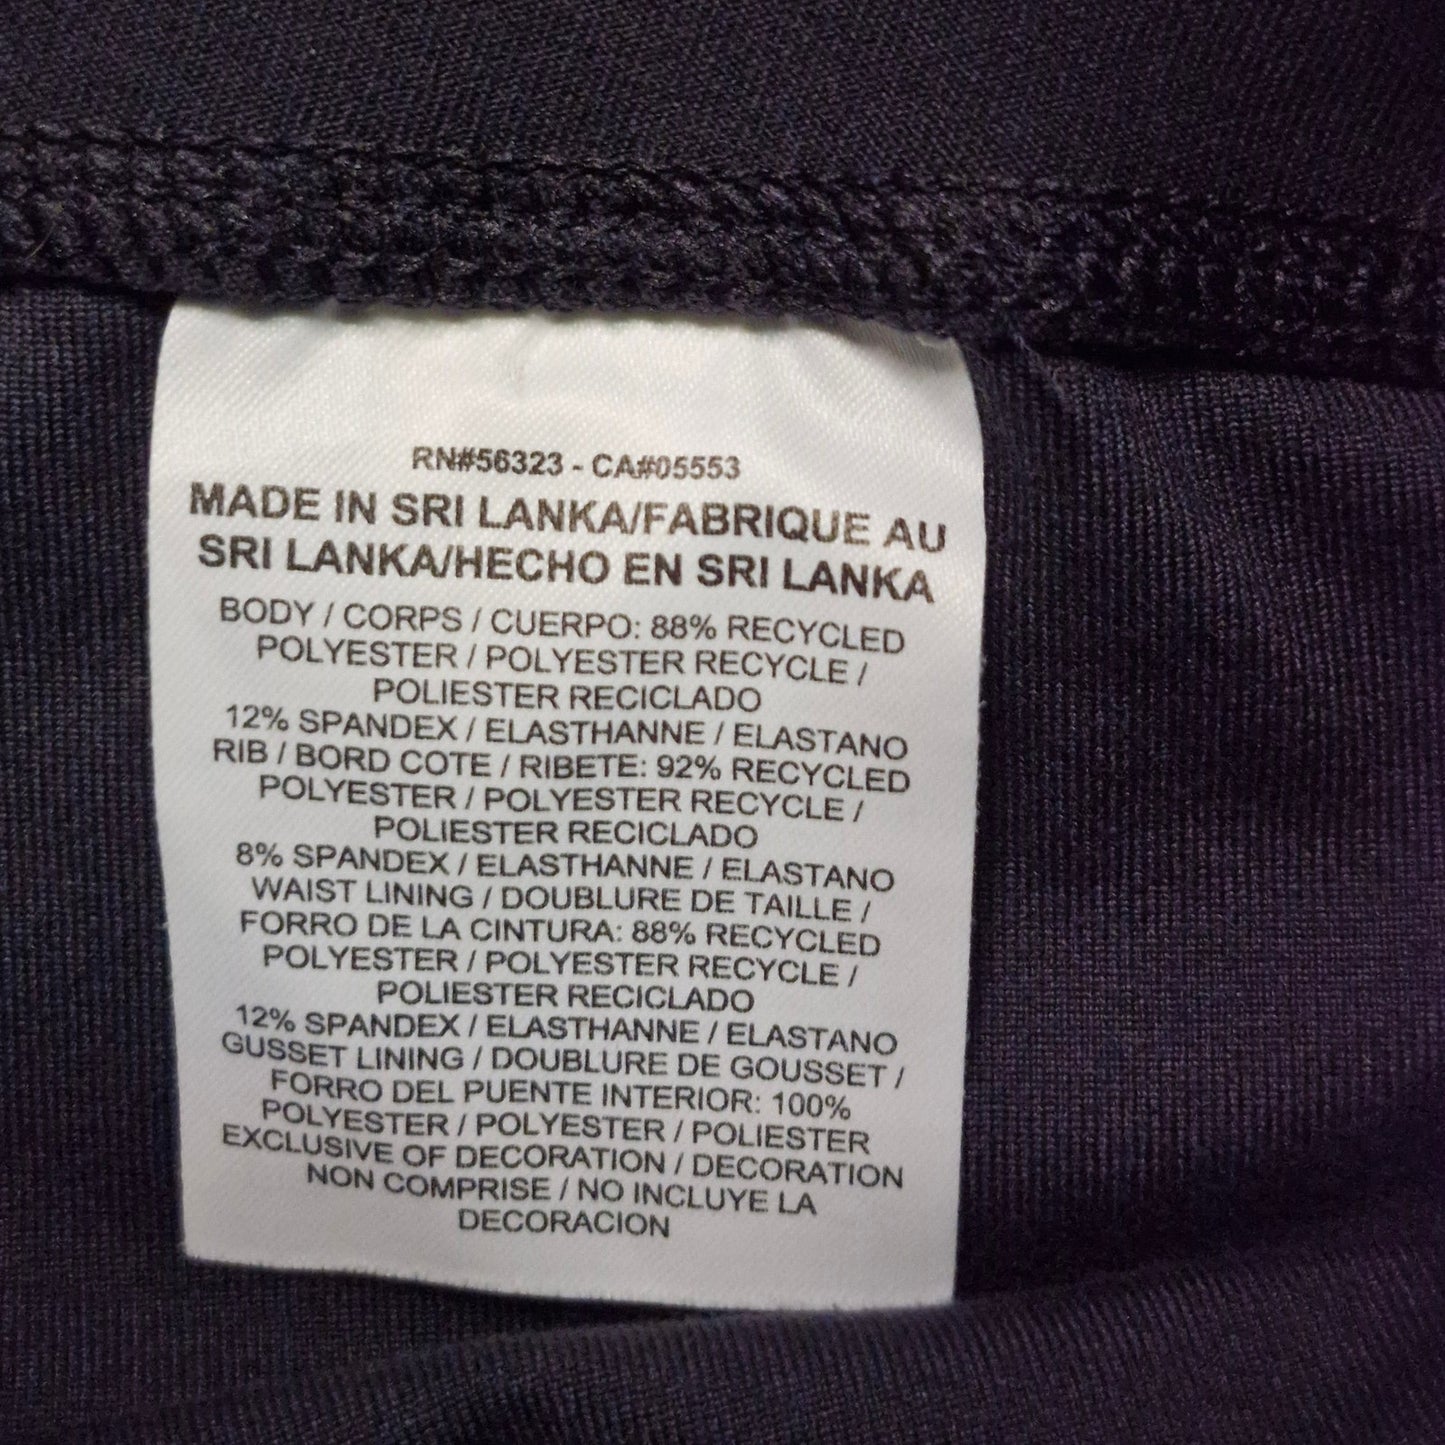 RN#56323 - CA#05553
MADE IN SRI LANKA/FABRIQUE AU
SRI LANKA/HECHO EN SRI LANKA
BODY / CORPS / CUERPO: 88% RECYCLED
POLYESTER / POLYESTER RECYCLE /
POLIESTER RECICLADO
12% SPANDEX / ELASTHANNE / ELASTANO
RIB / BORD COTE / RIBETE: 92% RECYCLED
POLYESTER / POLYESTER RECYCLE /
POLIESTER RECICLADO
8% SPANDEX / ELASTHANNE / ELASTANO
WAIST LINING / DOUBLURE DE TAILLE /
FORRO DE LA CINTURA: 88% RECYCLED
POLYESTER / POLYESTER RECYCLE /
POLIESTER RECICLADO
12% SPANDEX / ELASTHANNE / ELASTANO
GUSSET LINING / DOUBLURE DE GOUSSET /
FORRO DEL PUENTE INTERIOR: 100%
POLYESTER / POLYESTER / POLIESTER
EXCLUSIVE OF DECORATION / DECORATION
NON COMPRISE / NO INCLUYE LA
DECORACION